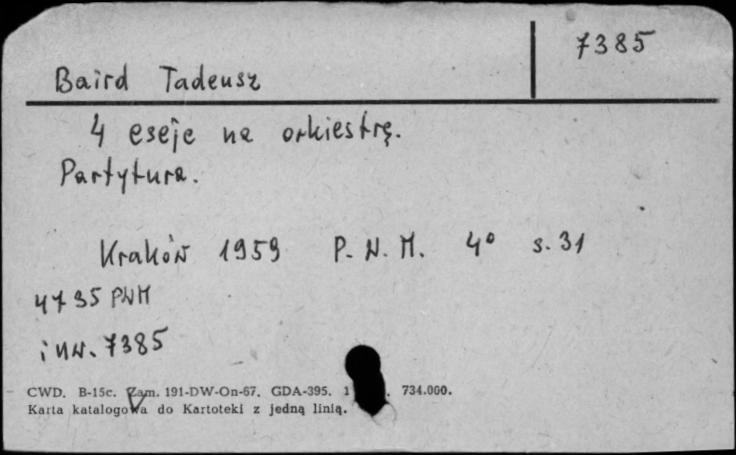 7385
Baird Tadeusz
4 eseje na orkiestrę.
Partytura.
Kraków 1959 P. W. M. 4° s. 31
4735 PWM
inw. 7385
CWD. B-15c. Zam. 191-DW-On-67. GDA-395. 1 . 734.000.
Karta katalogowa do Kartoteki z jedną linią.